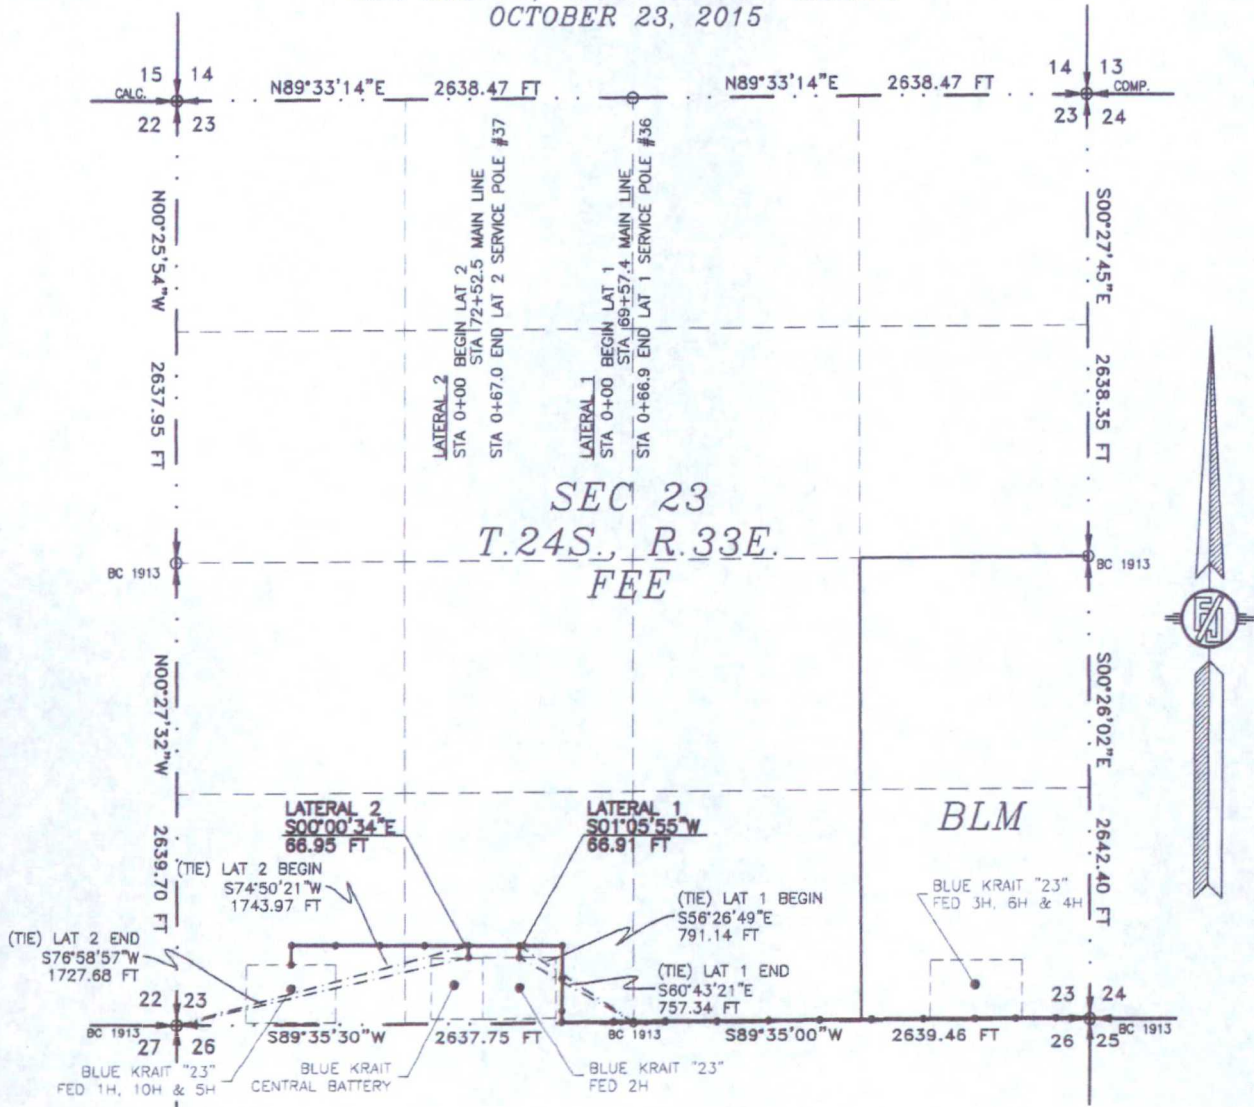 OCTOBER 23, 2015
15 14
CALC.
22 23
N89°33'14"E 2638.47 FT
N89°33'14"E 2638.47 FT
14 13
COMP.
23 24
N00°25'54"W 2637.95 FT
LATERAL 2
STA 0+00 BEGIN LAT 2
STA 72+52.5 MAIN LINE
STA 0+67.0 END LAT 2 SERVICE POLE #37
LATERAL 1
STA 0+00 BEGIN LAT 1
STA 69+57.4 MAIN LINE
STA 0+66.9 END LAT 1 SERVICE POLE #36
S00°27'45"E 2638.35 FT
SEC 23
T.24S., R.33E.
FEE
BC 1913
BC 1913
N00°27'32"W 2639.70 FT
S00°26'02"E 2642.40 FT
LATERAL 2
S00°00'34"E
66.95 FT
LATERAL 1
S01°05'55"W
66.91 FT
BLM
(TIE) LAT 2 BEGIN
S74°50'21"W
1743.97 FT
(TIE) LAT 1 BEGIN
S56°26'49"E
791.14 FT
BLUE KRAIT "23"
FED 3H, 6H & 4H
(TIE) LAT 2 END
S76°58'57"W
1727.68 FT
(TIE) LAT 1 END
S60°43'21"E
757.34 FT
22 23
BC 1913
27 26
S89°35'30"W 2637.75 FT
BC 1913
S89°35'00"W 2639.46 FT
23 24
BC 1913
26 25
BLUE KRAIT "23"
FED 1H, 10H & 5H
BLUE KRAIT
CENTRAL BATTERY
BLUE KRAIT "23"
FED 2H